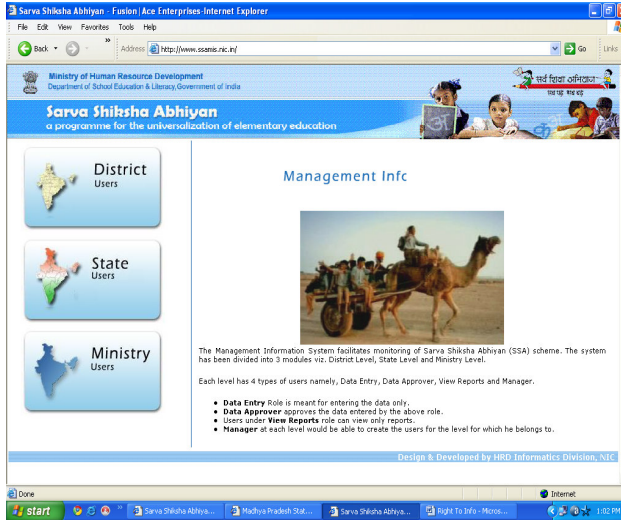 Sarva Shiksha Abhiyan - Fusion|Ace Enterprises-Internet Explorer
File Edit View Favorites Tools Help
Back » Address http://www.ssamis.nic.in/ Go Links
Ministry of Human Resource Development
Department of School Education & Literacy,Government of India
सर्व शिक्षा अभियान
सब पढ़ें सब बढ़ें
Sarva Shiksha Abhiyan
a programme for the universalization of elementary education
District
Users
State
Users
Ministry
Users
Management Info
The Management Information System facilitates monitoring of Sarva Shiksha Abhiyan (SSA) scheme. The system
has been divided into 3 modules viz. District Level, State Level and Ministry Level.
Each level has 4 types of users namely, Data Entry, Data Approver, View Reports and Manager.
• Data Entry Role is meant for entering the data only.
• Data Approver approves the data entered by the above role.
• Users under View Reports role can view only reports.
• Manager at each level would be able to create the users for the level for which he belongs to.
Design & Developed by HRD Informatics Division, NIC
Done Internet
start » Sarva Shiksha Abhiya... Madhya Pradesh Stat... Sarva Shiksha Abhiya... Right To Info - Micros... 1:02 PM